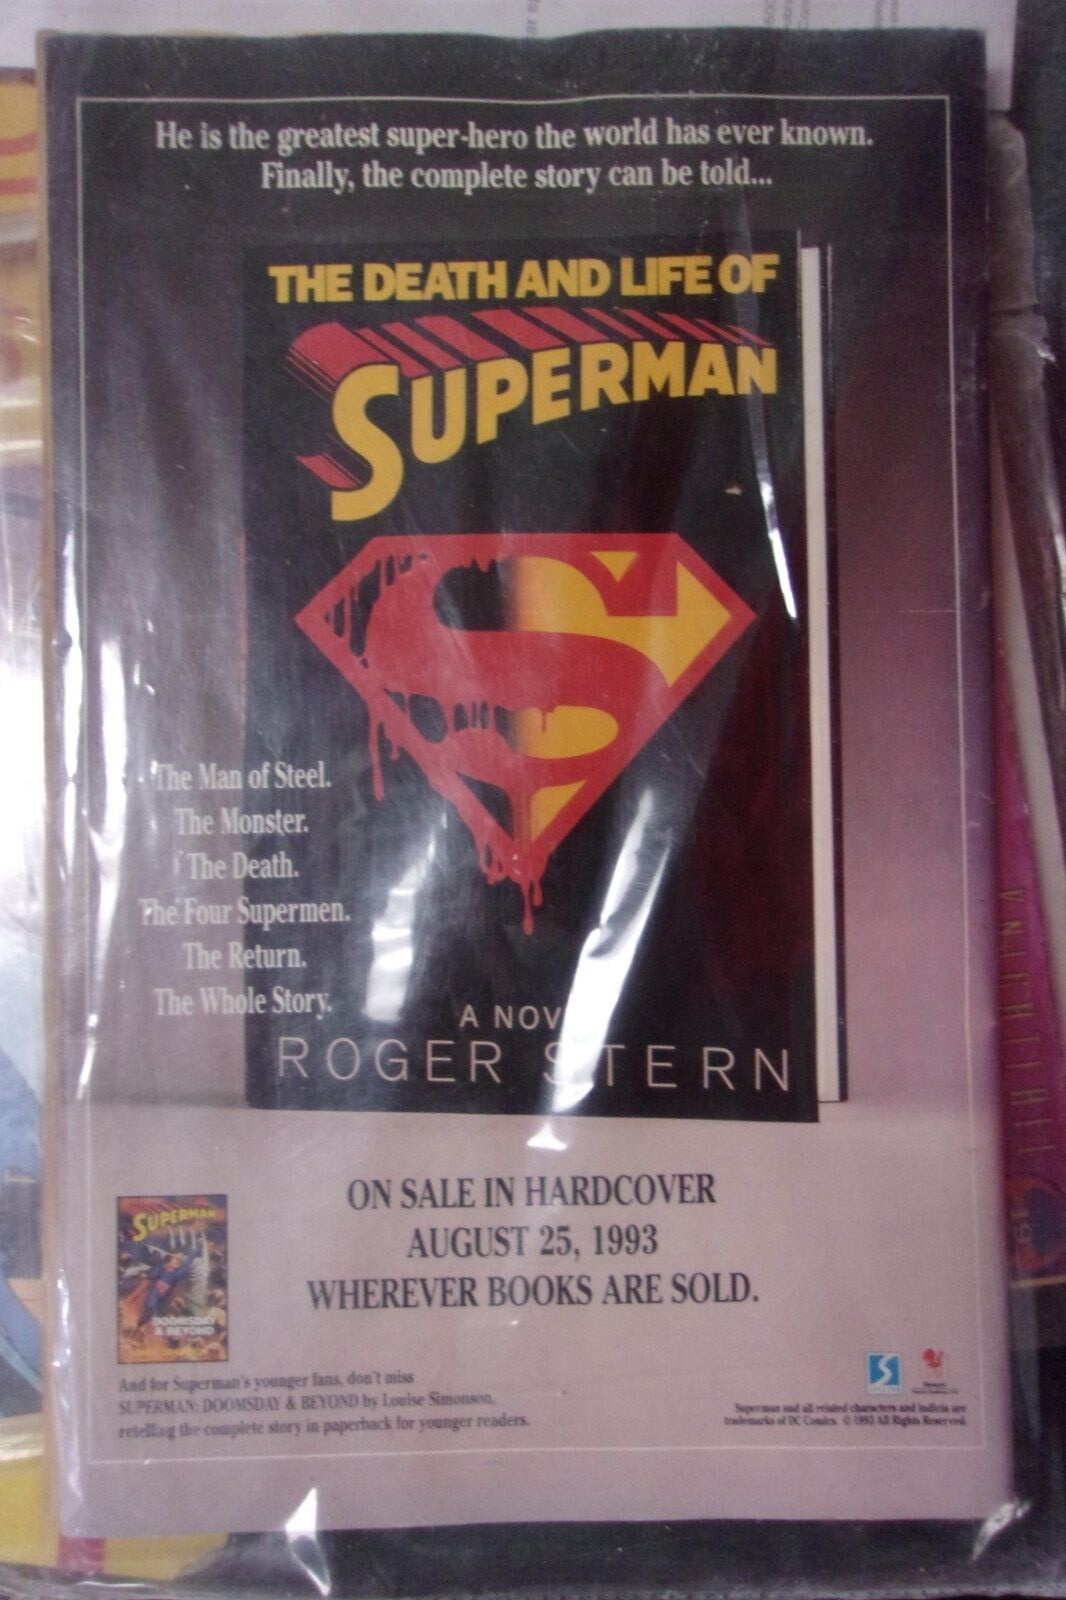 He is the greatest super-hero the world has ever known.
Finally, the complete story can be told...
THE DEATH AND LIFE OF
SUPERMAN
The Man of Steel.
The Monster.
The Death.
The Four Supermen.
The Return.
The Whole Story.
A NOV
ROGER STERN
ON SALE IN HARDCOVER
AUGUST 25, 1993
WHEREVER BOOKS ARE SOLD.
SUPERMAN
DOOMSDAY
& BEYOND
And for Superman's younger fans, don't miss
SUPERMAN: DOOMSDAY & BEYOND by Louise Simonson,
retelling the complete story in paperback for younger readers.
Superman and all related characters and indicia are
trademarks of DC Comics. © 1993 All Rights Reserved.